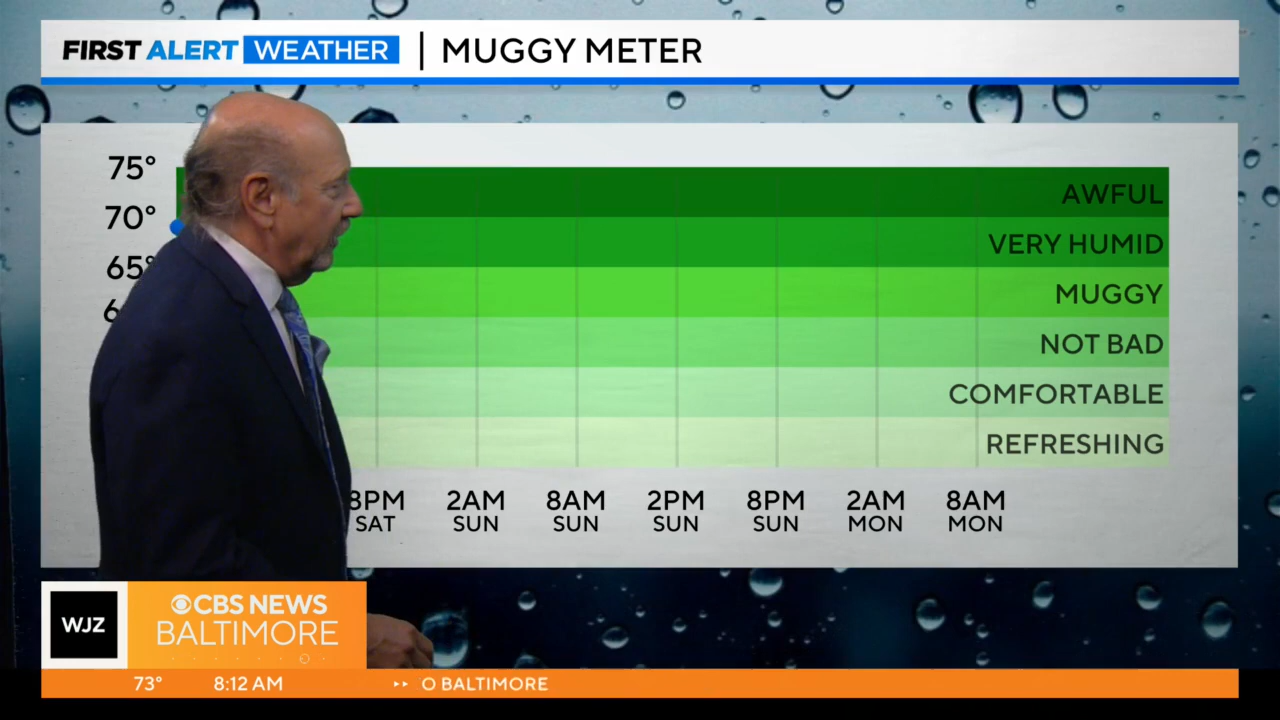 FIRST ALERT WEATHER | MUGGY METER
75°
AWFUL
70°
VERY HUMID
65°
MUGGY
NOT BAD
COMFORTABLE
REFRESHING
8PM 2AM 8AM 2PM 8PM 2AM 8AM
SAT SUN SUN SUN SUN MON MON
WJZ
CBS NEWS
BALTIMORE
73° 8:12 AM O BALTIMORE